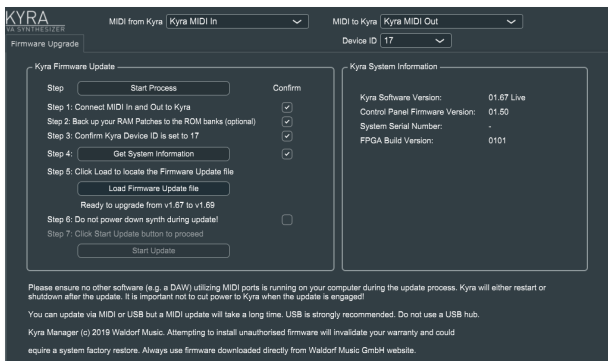 KYRA
VA SYNTHESIZER
MIDI from Kyra Kyra MIDI In
MIDI to Kyra Kyra MIDI Out
Device ID 17
Firmware Upgrade
Kyra Firmware Update
Step Start Process Confirm
Step 1: Connect MIDI In and Out to Kyra
Step 2: Back up your RAM Patches to the ROM banks (optional)
Step 3: Confirm Kyra Device ID is set to 17
Step 4: Get System Information
Step 5: Click Load to locate the Firmware Update file
Load Firmware Update file
Ready to upgrade from v1.67 to v1.69
Step 6: Do not power down synth during update!
Step 7: Click Start Update button to proceed
Start Update
Kyra System Information
Kyra Software Version: 01.67 Live
Control Panel Firmware Version: 01.50
System Serial Number: -
FPGA Build Version: 0101
Please ensure no other software (e.g. a DAW) utilizing MIDI ports is running on your computer during the update process. Kyra will either restart or
shutdown after the update. It is important not to cut power to Kyra when the update is engaged!
You can update via MIDI or USB but a MIDI update will take a long time. USB is strongly recommended. Do not use a USB hub.
Kyra Manager (c) 2019 Waldorf Music. Attempting to install unauthorised firmware will invalidate your warranty and could
equire a system factory restore. Always use firmware downloaded directly from Waldorf Music GmbH website.